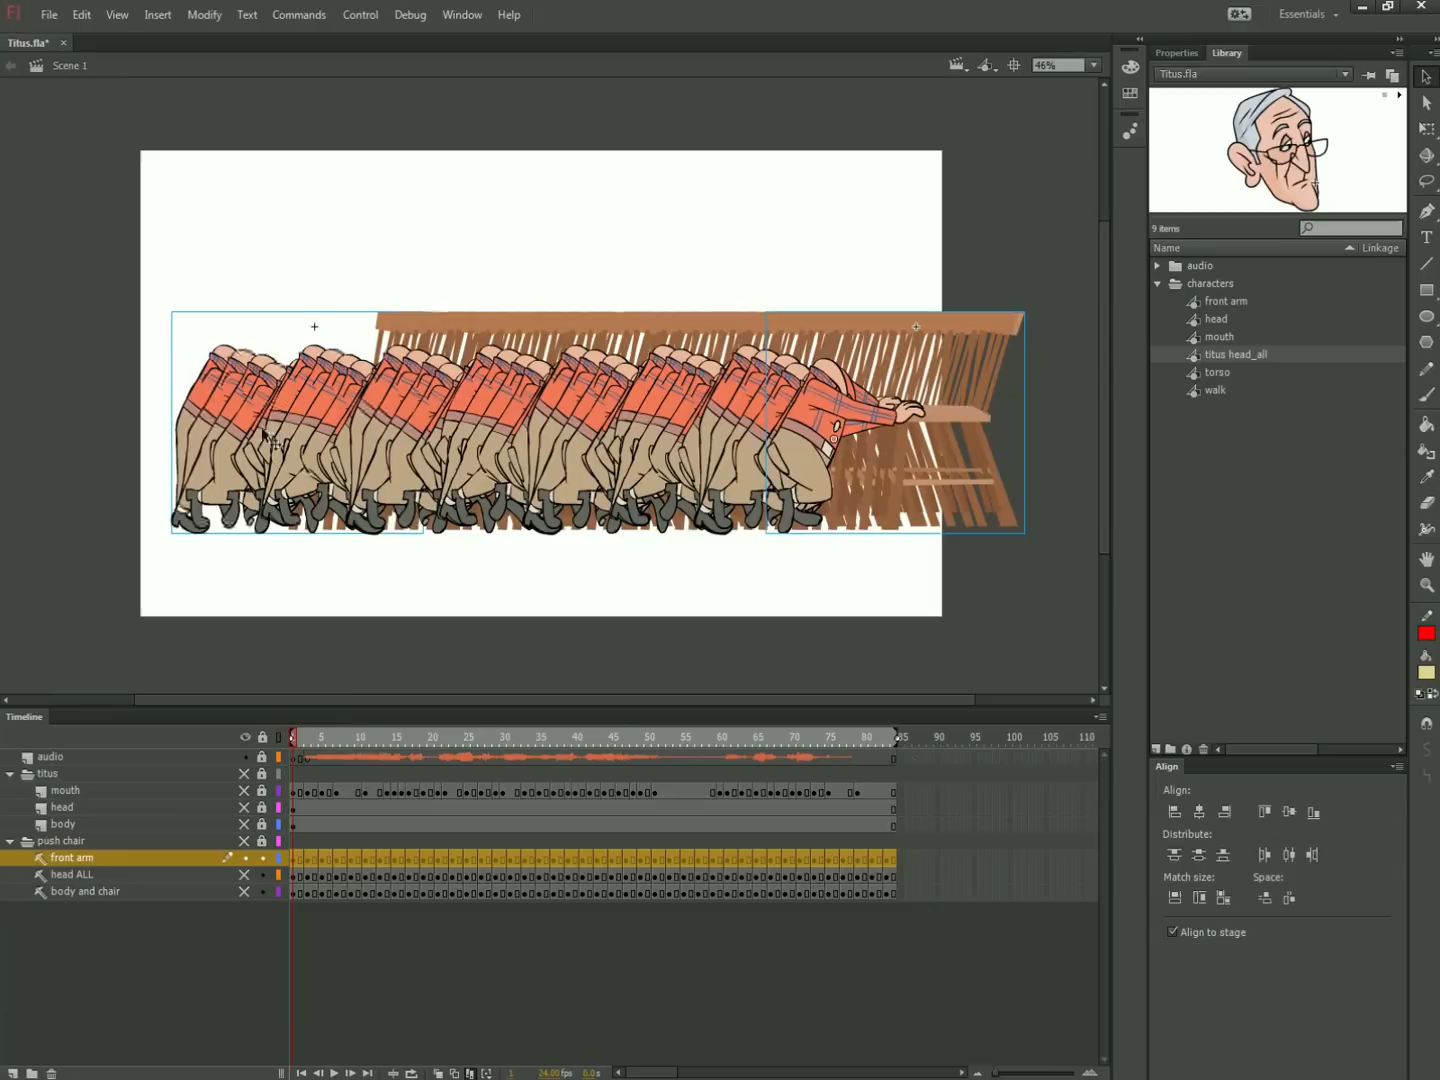 Fl File Edit View Insert Modify Text Commands Control Debug Window Help Essentials
Titus.fla* ×
Scene 1 46%
Properties Library
Titus.fla
9 items
Name Linkage
audio
characters
front arm
head
mouth
titus head_all
torso
walk
Align
Align:
Distribute:
Match size: Space:
Align to stage
Timeline
5 10 15 20 25 30 35 40 45 50 55 60 65 70 75 80 85 90 95 100 105 110
audio
titus
mouth
head
body
push chair
front arm
head ALL
body and chair
1 24.00 fps 0.0 s